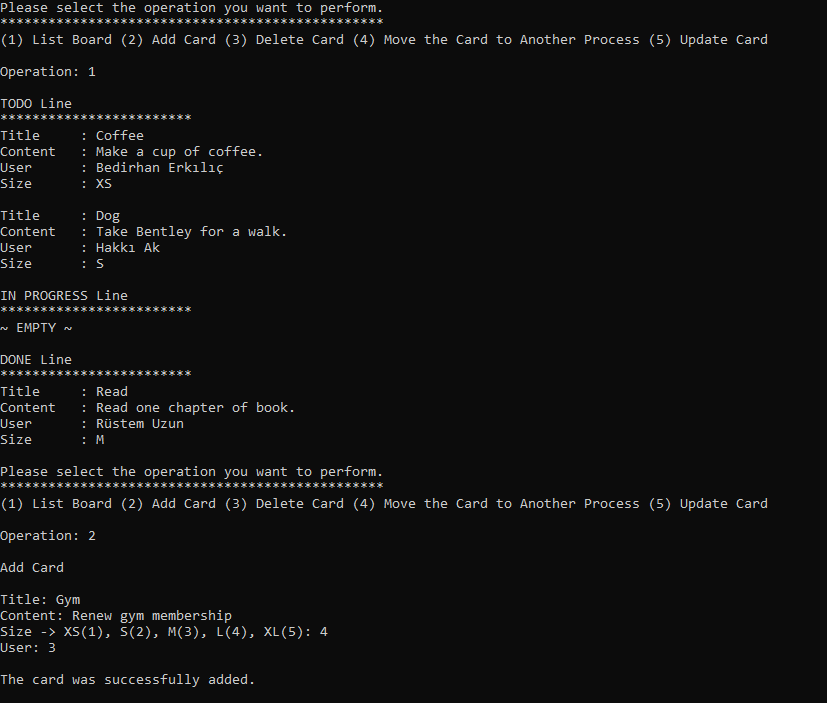 Please select the operation you want to perform.
************************************************
(1) List Board (2) Add Card (3) Delete Card (4) Move the Card to Another Process (5) Update Card
Operation: 1
TODO Line
************************
Title     : Coffee
Content   : Make a cup of coffee.
User      : Bedirhan Erkılıç
Size      : XS
Title     : Dog
Content   : Take Bentley for a walk.
User      : Hakkı Ak
Size      : S
IN PROGRESS Line
************************
~ EMPTY ~
DONE Line
************************
Title     : Read
Content   : Read one chapter of book.
User      : Rüstem Uzun
Size      : M
Please select the operation you want to perform.
************************************************
(1) List Board (2) Add Card (3) Delete Card (4) Move the Card to Another Process (5) Update Card
Operation: 2
Add Card
Title: Gym
Content: Renew gym membership
Size -> XS(1), S(2), M(3), L(4), XL(5): 4
User: 3
The card was successfully added.